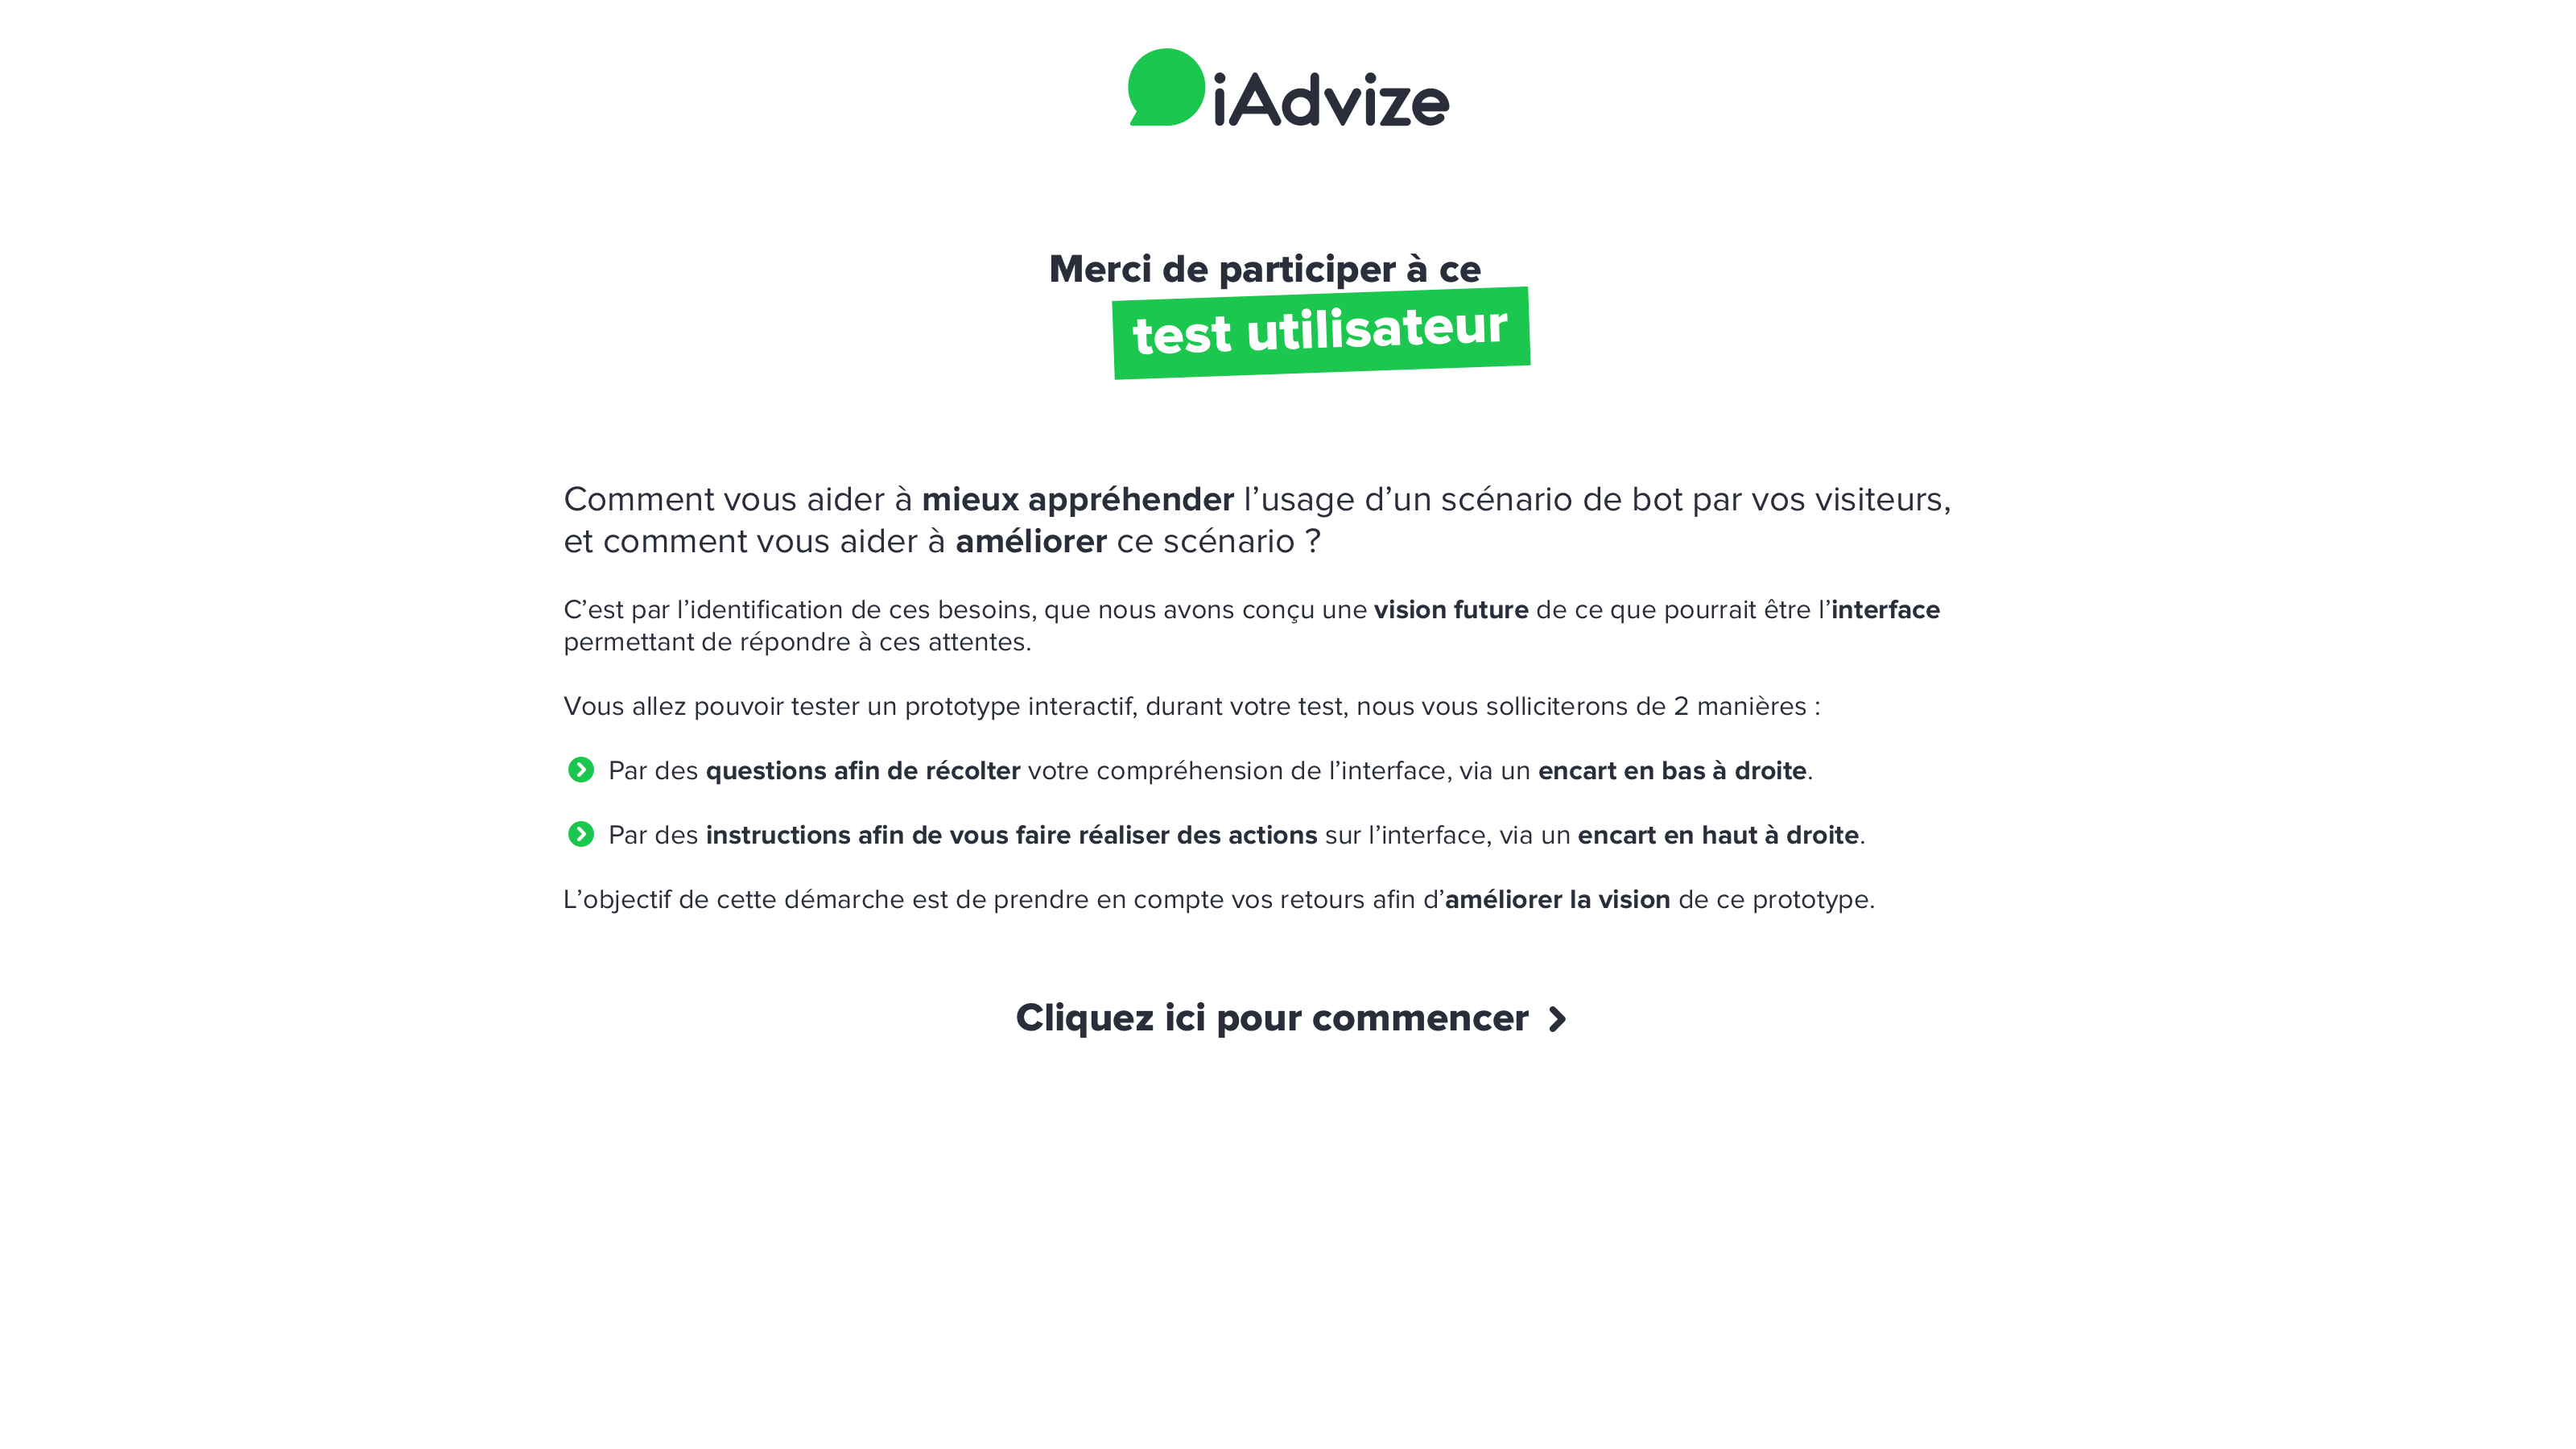 iAdvize
Merci de participer à ce
test utilisateur
Comment vous aider à mieux appréhender l’usage d’un scénario de bot par vos visiteurs,
et comment vous aider à améliorer ce scénario ?
C’est par l’identification de ces besoins, que nous avons conçu une vision future de ce que pourrait être l’interface
permettant de répondre à ces attentes.
Vous allez pouvoir tester un prototype interactif, durant votre test, nous vous solliciterons de 2 manières :
Par des questions afin de récolter votre compréhension de l’interface, via un encart en bas à droite.
Par des instructions afin de vous faire réaliser des actions sur l’interface, via un encart en haut à droite.
L’objectif de cette démarche est de prendre en compte vos retours afin d’améliorer la vision de ce prototype.
Cliquez ici pour commencer